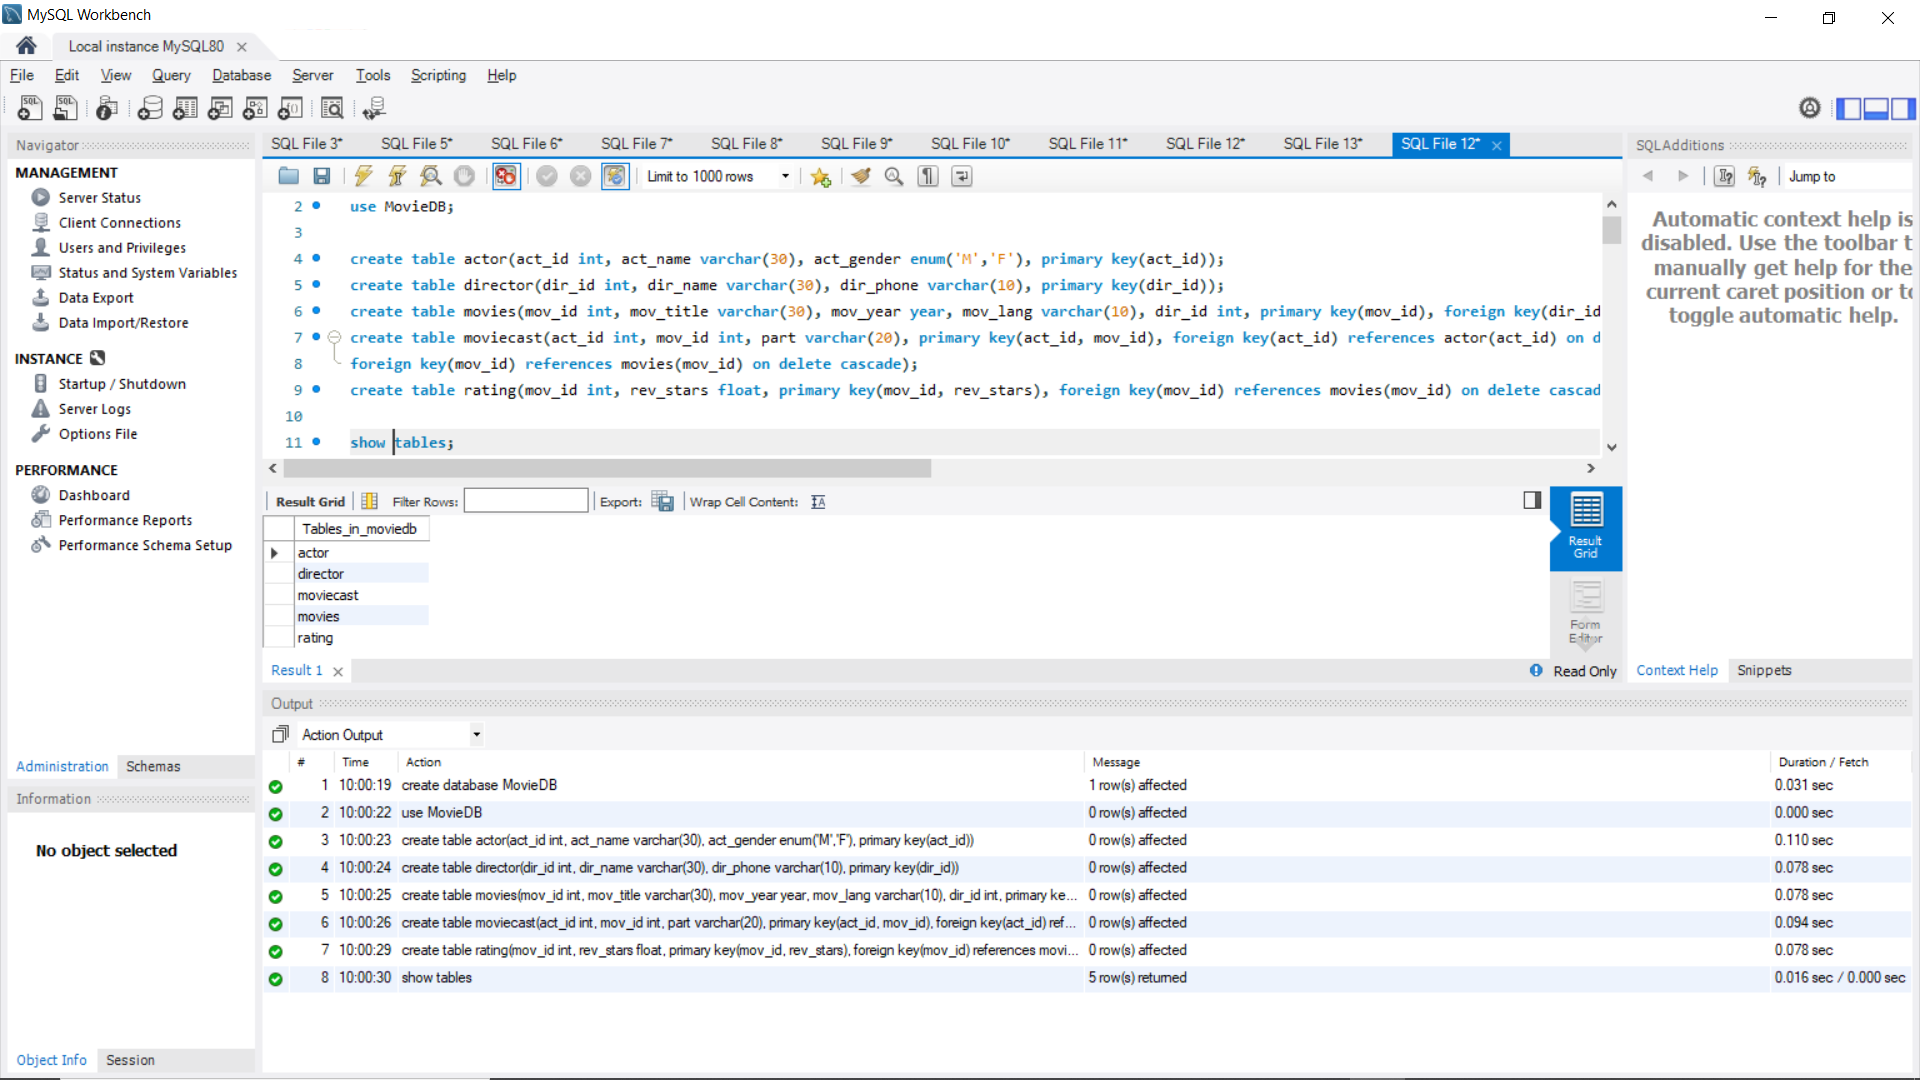 MySQL Workbench
Local instance MySQL80
File Edit View Query Database Server Tools Scripting Help
Navigator
MANAGEMENT
Server Status
Client Connections
Users and Privileges
Status and System Variables
Data Export
Data Import/Restore
INSTANCE
Startup / Shutdown
Server Logs
Options File
PERFORMANCE
Dashboard
Performance Reports
Performance Schema Setup
Administration Schemas
Information
No object selected
Object Info Session
SQL File 3* SQL File 5* SQL File 6* SQL File 7* SQL File 8* SQL File 9* SQL File 10* SQL File 11* SQL File 12* SQL File 13* SQL File 12*
Limit to 1000 rows
2 use MovieDB;
3
4 create table actor(act_id int, act_name varchar(30), act_gender enum('M','F'), primary key(act_id));
5 create table director(dir_id int, dir_name varchar(30), dir_phone varchar(10), primary key(dir_id));
6 create table movies(mov_id int, mov_title varchar(30), mov_year year, mov_lang varchar(10), dir_id int, primary key(mov_id), foreign key(dir_id
7 create table moviecast(act_id int, mov_id int, part varchar(20), primary key(act_id, mov_id), foreign key(act_id) references actor(act_id) on d
8 foreign key(mov_id) references movies(mov_id) on delete cascade);
9 create table rating(mov_id int, rev_stars float, primary key(mov_id, rev_stars), foreign key(mov_id) references movies(mov_id) on delete cascad
10
11 show tables;
Result Grid Filter Rows: Export: Wrap Cell Content:
Tables_in_moviedb
actor
director
moviecast
movies
rating
Result Grid
Form Editor
Result 1
Read Only
SQLAdditions
Jump to
Automatic context help is
disabled. Use the toolbar t
manually get help for the
current caret position or to
toggle automatic help.
Context Help Snippets
Output
Action Output
# Time Action Message Duration / Fetch
1 10:00:19 create database MovieDB 1 row(s) affected 0.031 sec
2 10:00:22 use MovieDB 0 row(s) affected 0.000 sec
3 10:00:23 create table actor(act_id int, act_name varchar(30), act_gender enum('M','F'), primary key(act_id)) 0 row(s) affected 0.110 sec
4 10:00:24 create table director(dir_id int, dir_name varchar(30), dir_phone varchar(10), primary key(dir_id)) 0 row(s) affected 0.078 sec
5 10:00:25 create table movies(mov_id int, mov_title varchar(30), mov_year year, mov_lang varchar(10), dir_id int, primary ke... 0 row(s) affected 0.078 sec
6 10:00:26 create table moviecast(act_id int, mov_id int, part varchar(20), primary key(act_id, mov_id), foreign key(act_id) ref... 0 row(s) affected 0.094 sec
7 10:00:29 create table rating(mov_id int, rev_stars float, primary key(mov_id, rev_stars), foreign key(mov_id) references movi... 0 row(s) affected 0.078 sec
8 10:00:30 show tables 5 row(s) returned 0.016 sec / 0.000 sec